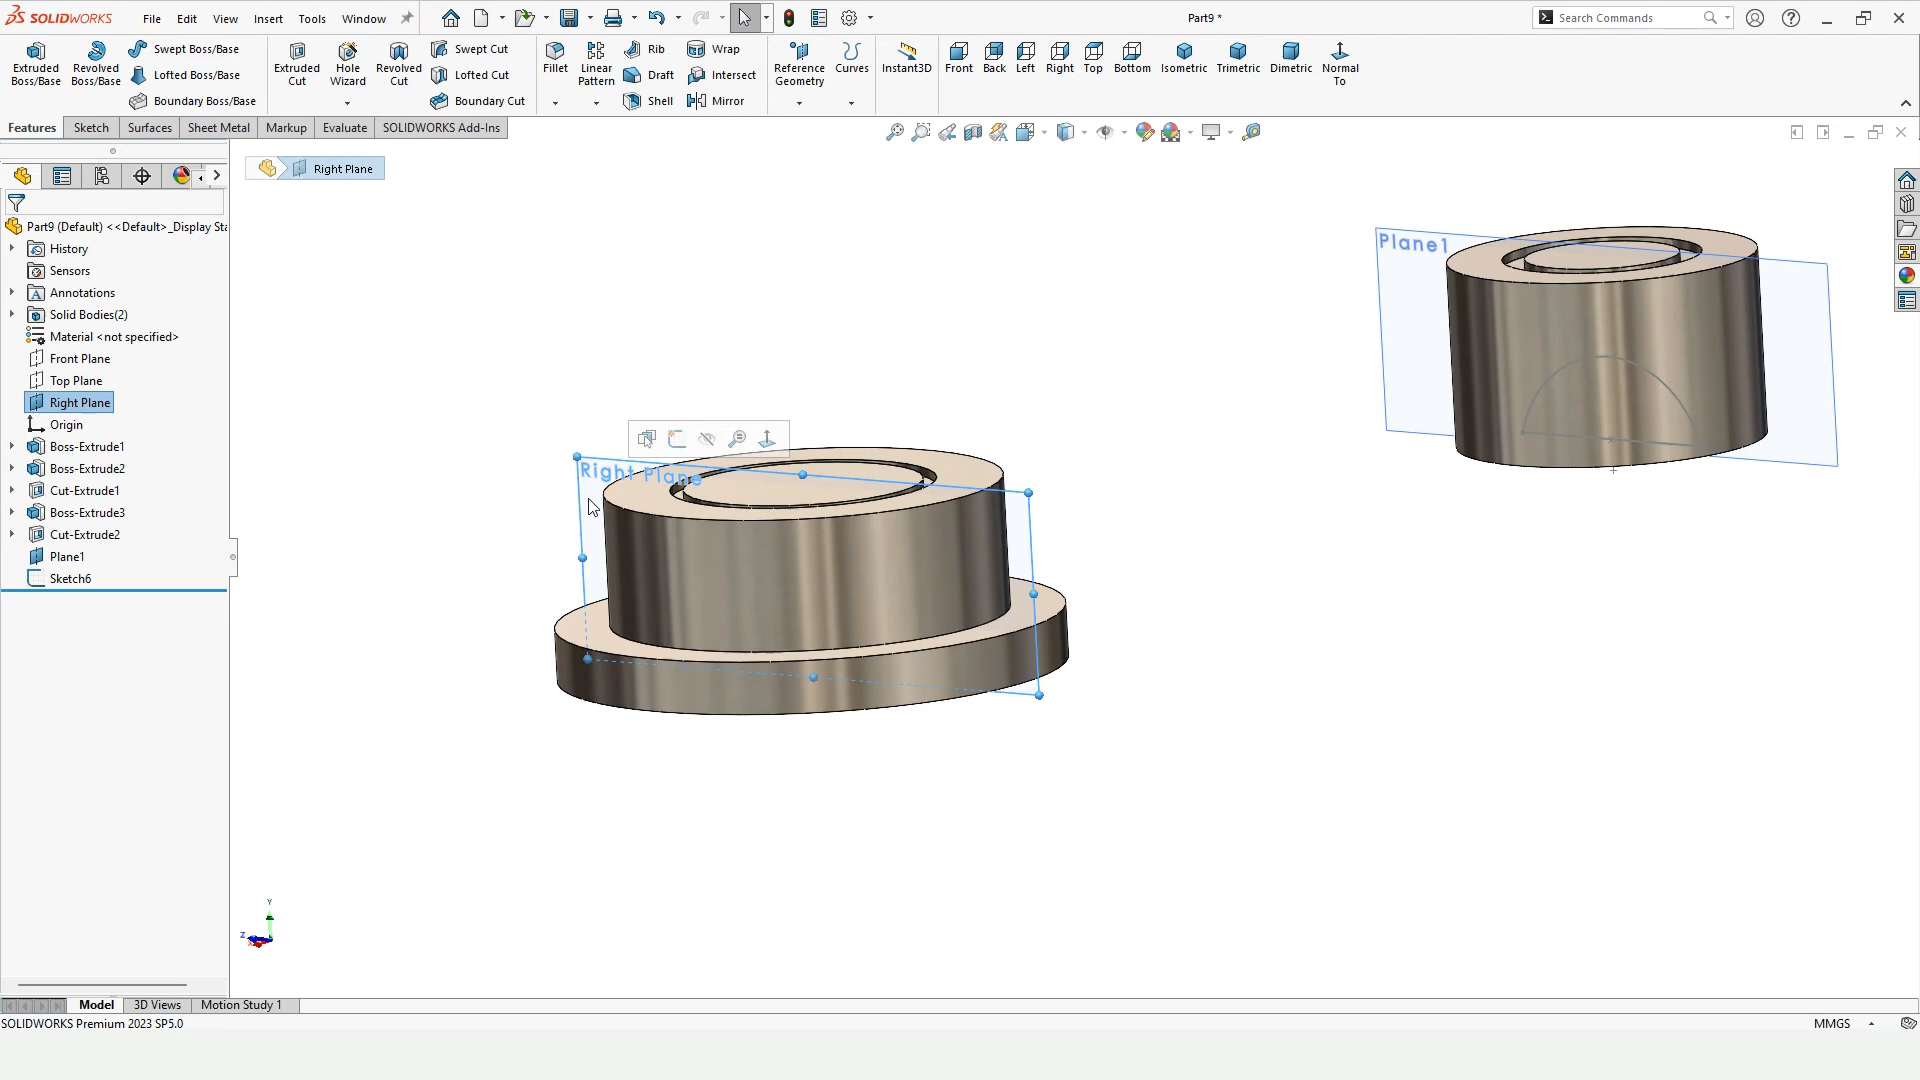 SOLIDWORKS File Edit View Insert Tools Window Part9 * Search Commands
Extruded Boss/Base Revolved Boss/Base Swept Boss/Base Lofted Boss/Base Boundary Boss/Base Extruded Cut Hole Wizard Revolved Cut Swept Cut Lofted Cut Boundary Cut Fillet Linear Pattern Rib Draft Shell Wrap Intersect Mirror Reference Geometry Curves Instant3D Front Back Left Right Top Bottom Isometric Trimetric Dimetric Normal To
Features Sketch Surfaces Sheet Metal Markup Evaluate SOLIDWORKS Add-Ins
Right Plane
Part9 (Default) <<Default>_Display Sta
History
Sensors
Annotations
Solid Bodies(2)
Material <not specified>
Front Plane
Top Plane
Right Plane
Origin
Boss-Extrude1
Boss-Extrude2
Cut-Extrude1
Boss-Extrude3
Cut-Extrude2
Plane1
Sketch6
Plane1
Right Plane
Y
Z
Model 3D Views Motion Study 1
SOLIDWORKS Premium 2023 SP5.0 MMGS